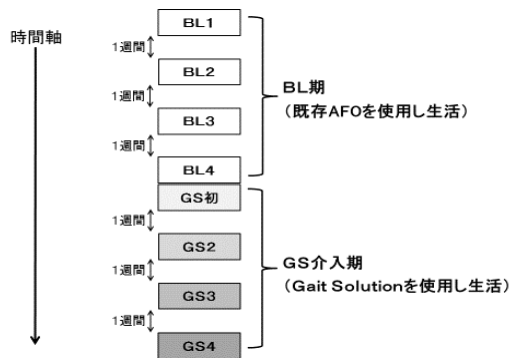 時間軸
BL1
1週間
BL2
1週間
BL3
1週間
BL4
BL期
(既存AFOを使用し生活)
GS初
1週間
GS2
1週間
GS3
1週間
GS4
GS介入期
(Gait Solutionを使用し生活)